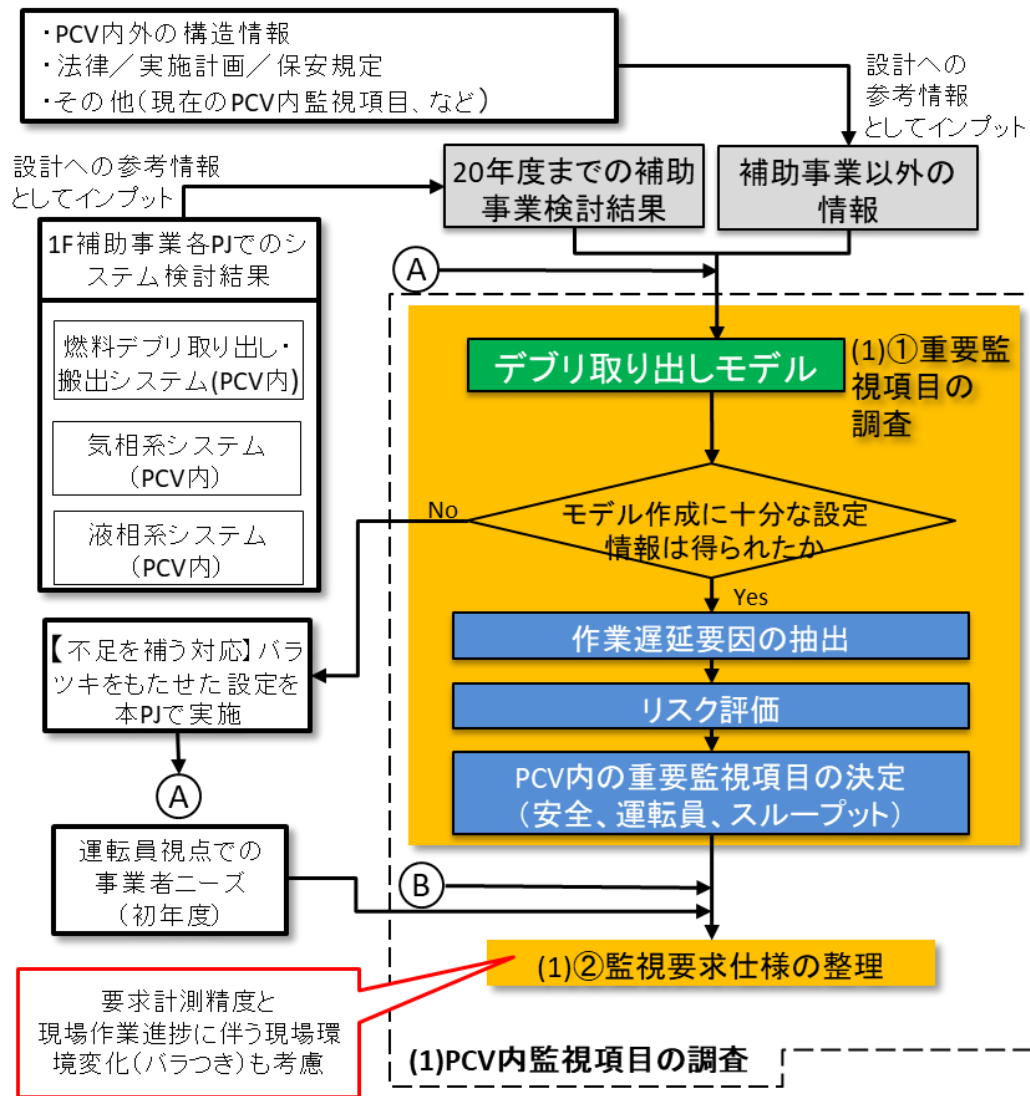 ・PCV内外の構造情報
・法律／実施計画／保安規定
・その他(現在のPCV内監視項目、など)
設計への
参考情報
としてインプット
設計への参考情報
としてインプット
20年度までの補助
事業検討結果
補助事業以外の
情報
1F補助事業各PJでのシ
ステム検討結果
燃料デブリ取り出し・
搬出システム(PCV内)
気相系システム
(PCV内)
液相系システム
(PCV内)
A
デブリ取り出しモデル
(1)①重要監
視項目の
調査
モデル作成に十分な設定
情報は得られたか
No
Yes
【不足を補う対応】バラ
ツキをもたせた設定を
本PJで実施
A
作業遅延要因の抽出
リスク評価
PCV内の重要監視項目の決定
（安全、運転員、スループット）
運転員視点での
事業者ニーズ
(初年度)
B
(1)②監視要求仕様の整理
要求計測精度と
現場作業進捗に伴う現場環
境変化(バラつき)も考慮
(1)PCV内監視項目の調査